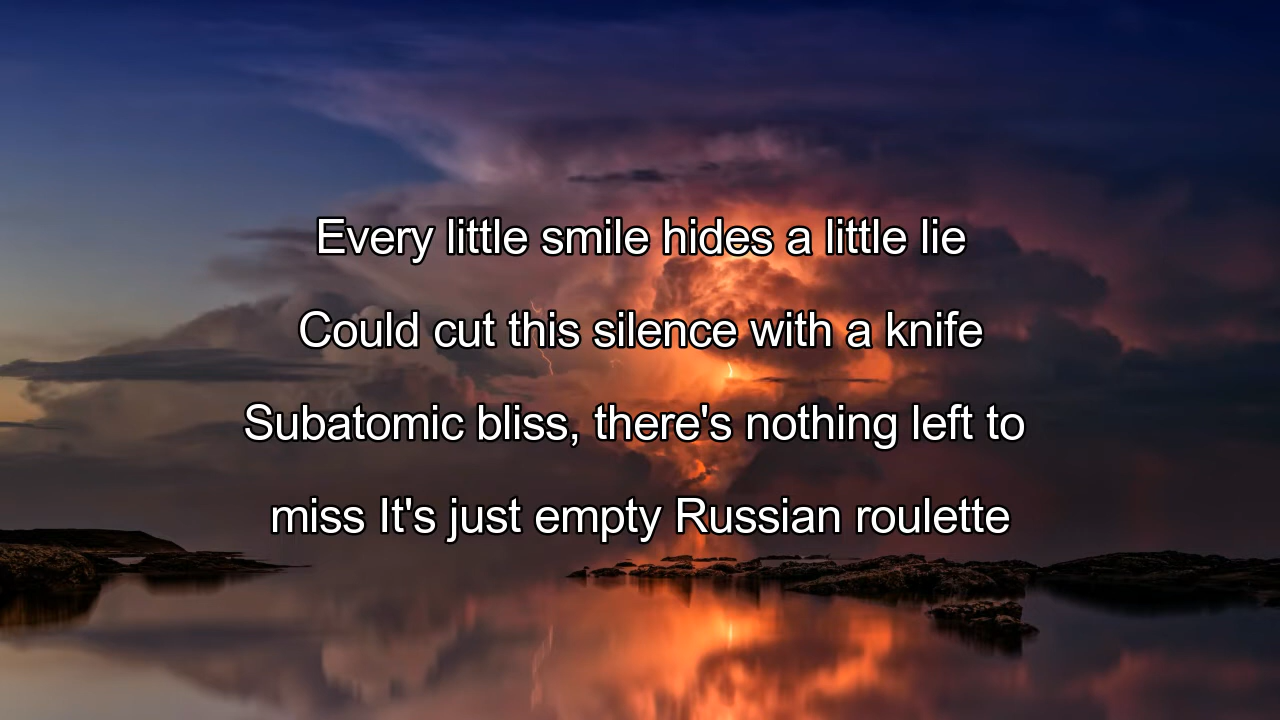 Every little smile hides a little lie
Could cut this silence with a knife
Subatomic bliss, there's nothing left to
miss It's just empty Russian roulette